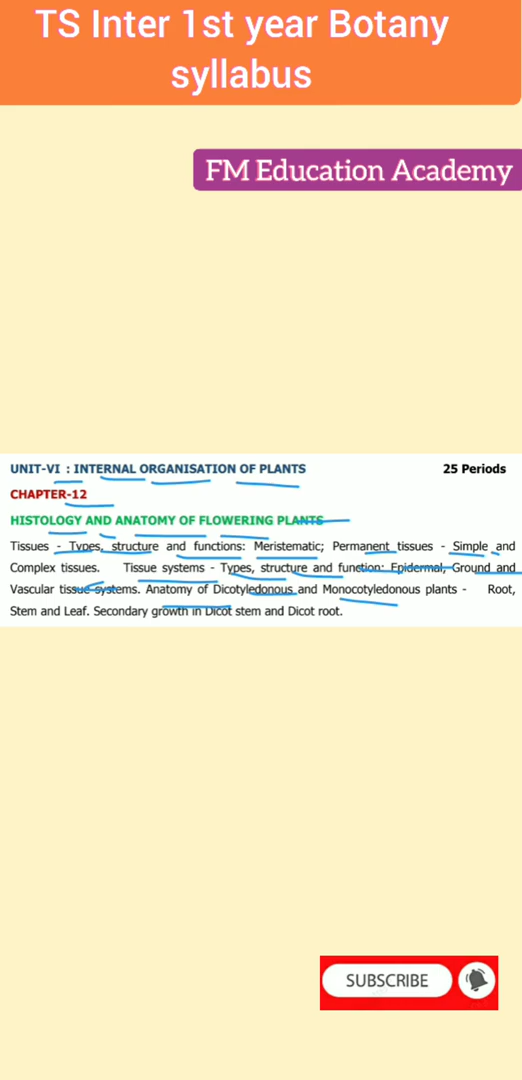 TS Inter 1st year Botany
syllabus
FM Education Academy
UNIT-VI : INTERNAL ORGANISATION OF PLANTS 25 Periods
CHAPTER-12
HISTOLOGY AND ANATOMY OF FLOWERING PLANTS
Tissues - Types, structure and functions: Meristematic; Permanent tissues - Simple and
Complex tissues. Tissue systems - Types, structure and function: Epidermal, Ground and
Vascular tissue systems. Anatomy of Dicotyledonous and Monocotyledonous plants - Root,
Stem and Leaf. Secondary growth in Dicot stem and Dicot root.
SUBSCRIBE